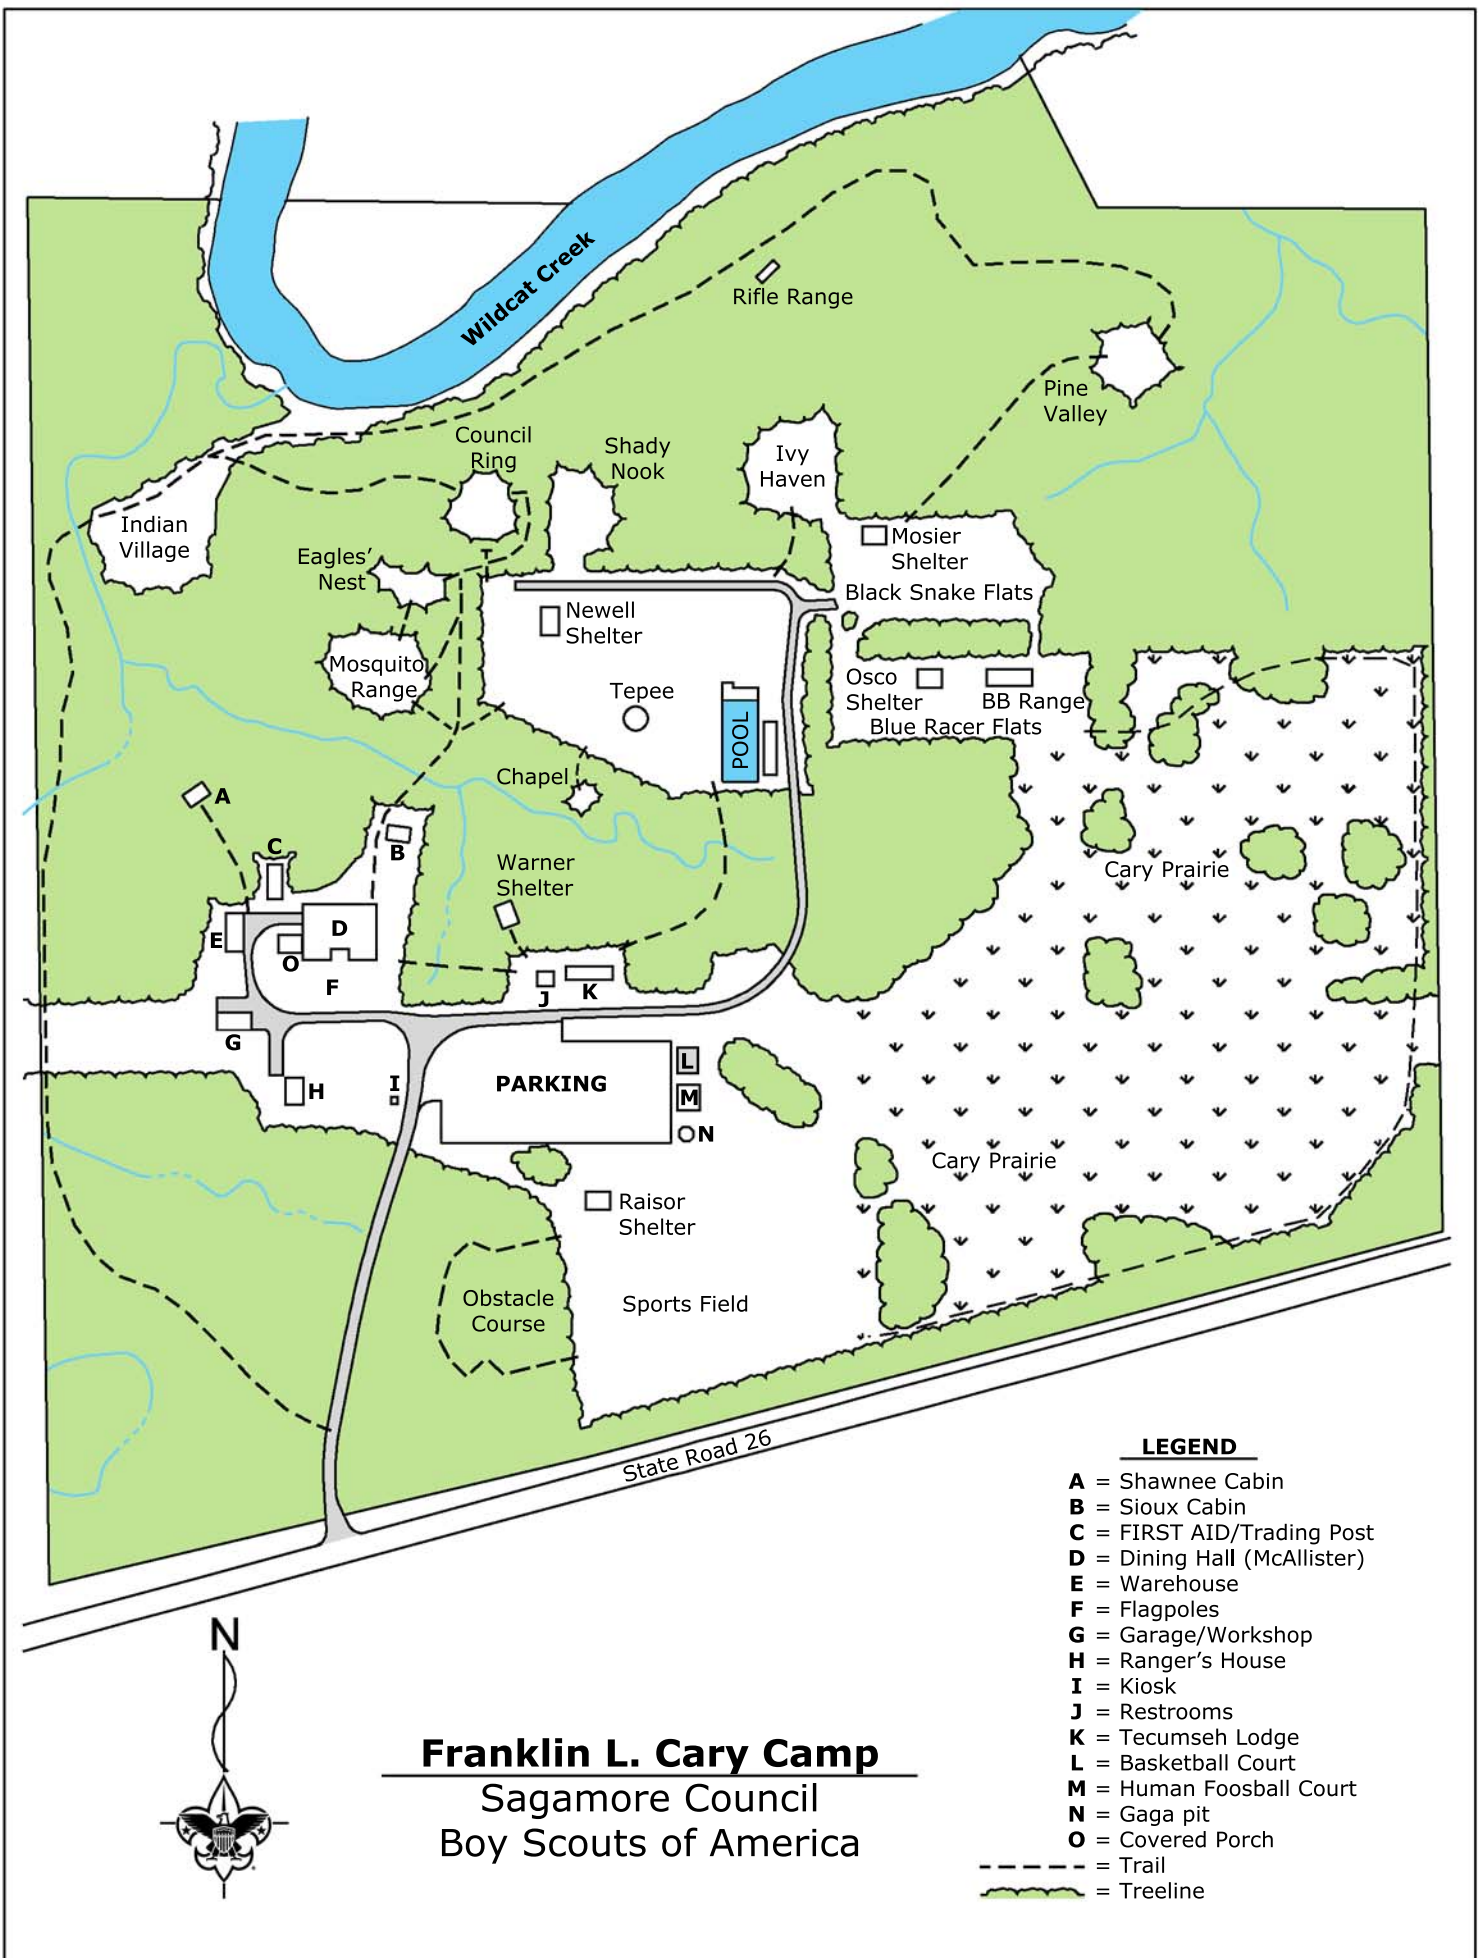 Wildcat Creek
Rifle Range
Pine
Valley
Council
Ring
Shady
Nook
Ivy
Haven
Indian
Village
Eagles’
Nest
Mosier
Shelter
Black Snake Flats
Newell
Shelter
Mosquito
Range
Tepee
POOL
Osco
Shelter
BB Range
Blue Racer Flats
Chapel
A
B
C
Warner
Shelter
Cary Prairie
D
E
O
F
J
K
G
H
I
PARKING
L
M
N
Cary Prairie
Raisor
Shelter
Obstacle
Course
Sports Field
State Road 26
LEGEND
A = Shawnee Cabin
B = Sioux Cabin
C = FIRST AID/Trading Post
D = Dining Hall (McAllister)
E = Warehouse
F = Flagpoles
G = Garage/Workshop
H = Ranger’s House
I = Kiosk
J = Restrooms
K = Tecumseh Lodge
L = Basketball Court
M = Human Foosball Court
N = Gaga pit
O = Covered Porch
= Trail
= Treeline
N
Franklin L. Cary Camp
Sagamore Council
Boy Scouts of America